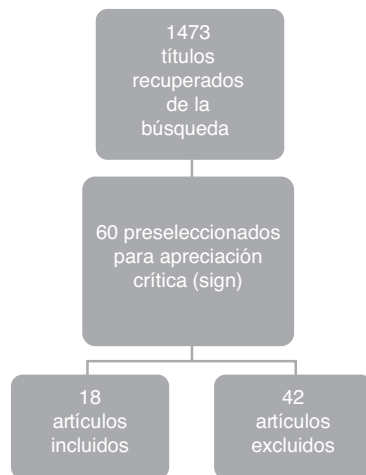 1473
títulos
recuperados
de la
búsqueda
60 preseleccionados
para apreciación
crítica (sign)
18
artículos
incluidos
42
artículos
excluidos